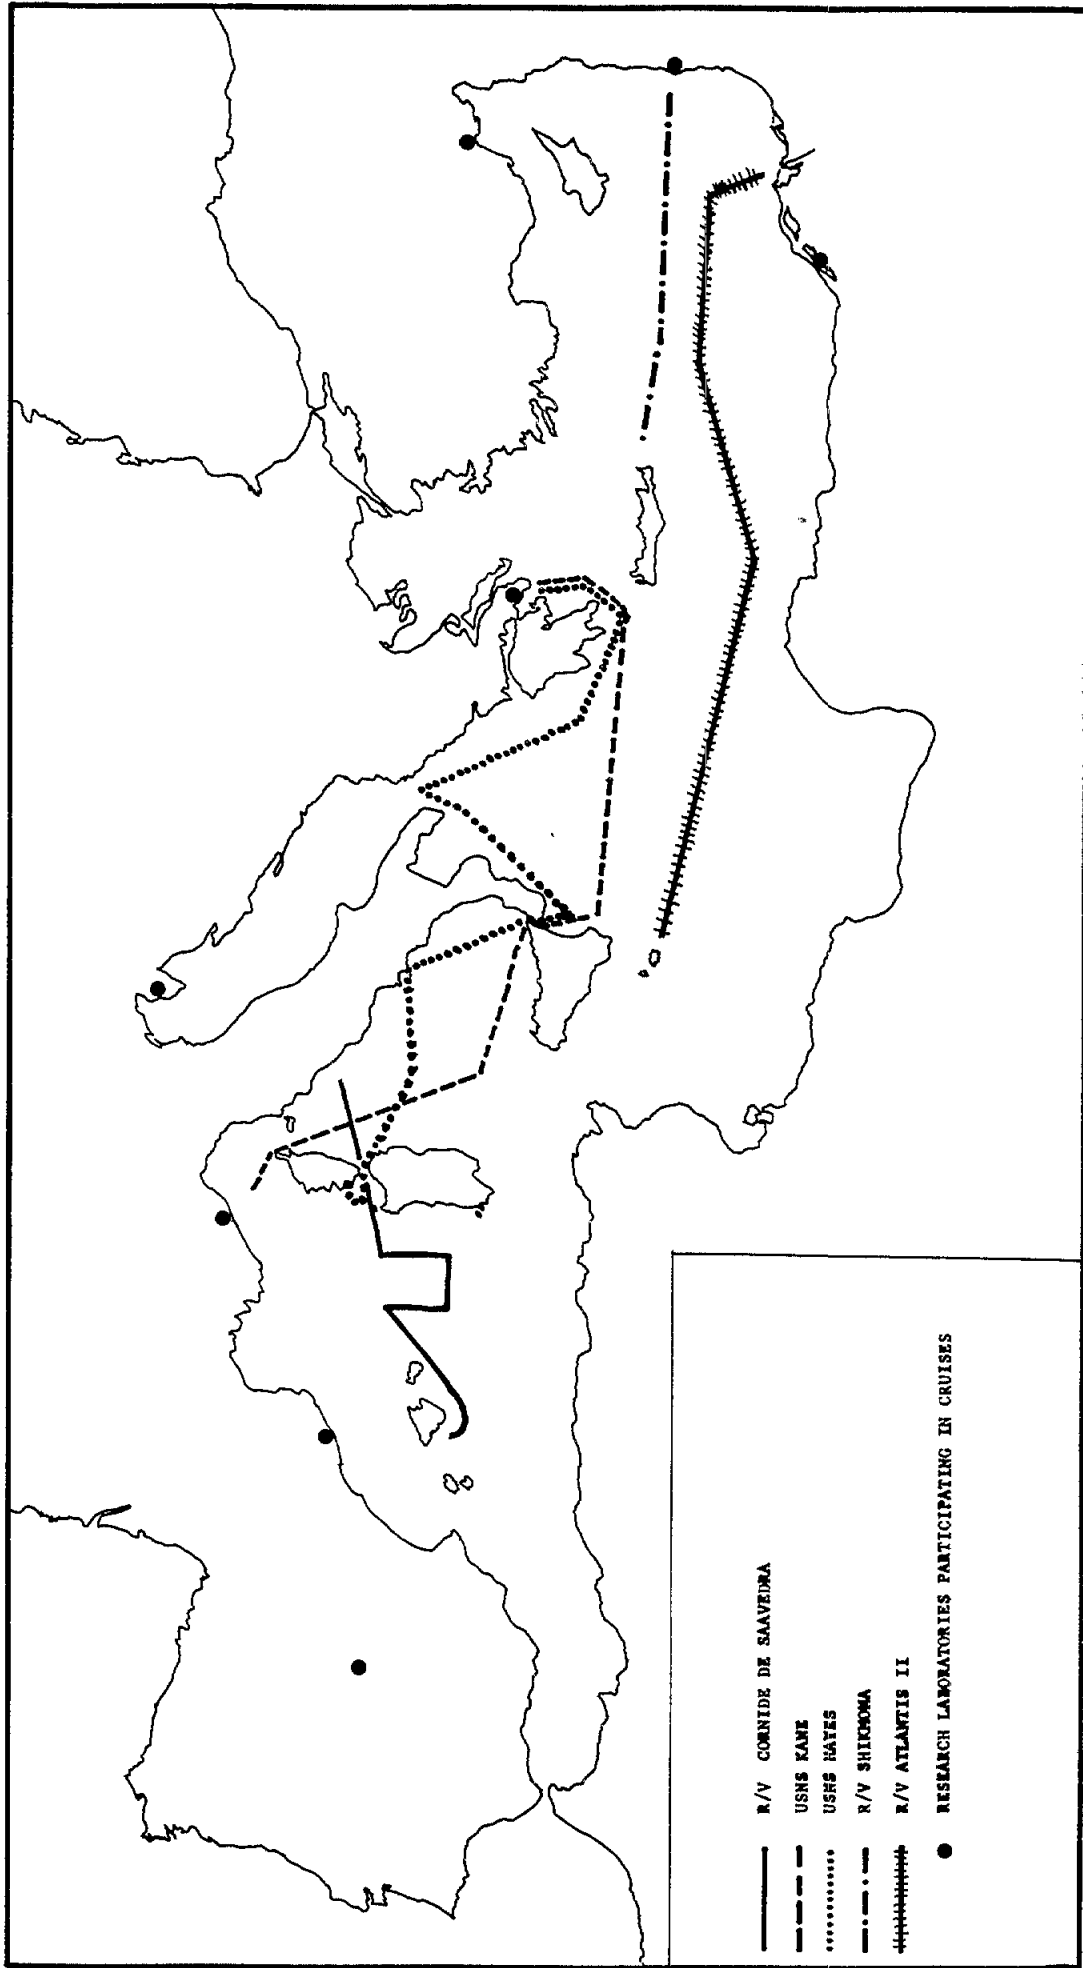 R/V CORNIDE DE SAAVEDRA
USNS KANE
USNS HAYES
R/V SHIKMONA
R/V ATLANTIS II
RESEARCH LABORATORIES PARTICIPATING IN CRUISES